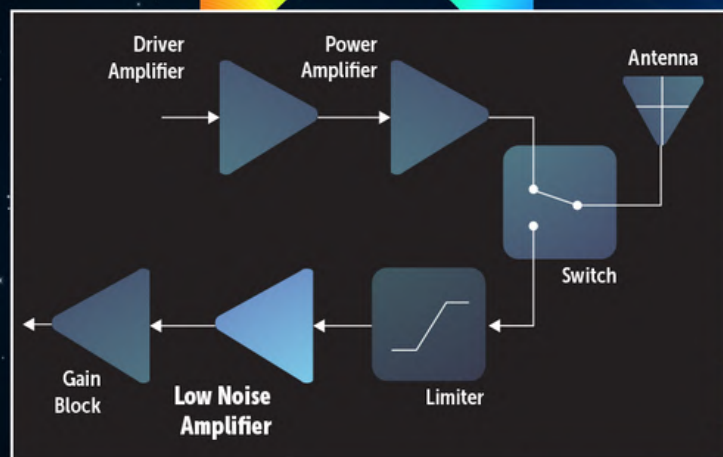 Driver
Amplifier
Power
Amplifier
Antenna
Switch
Gain
Block
Low Noise
Amplifier
Limiter